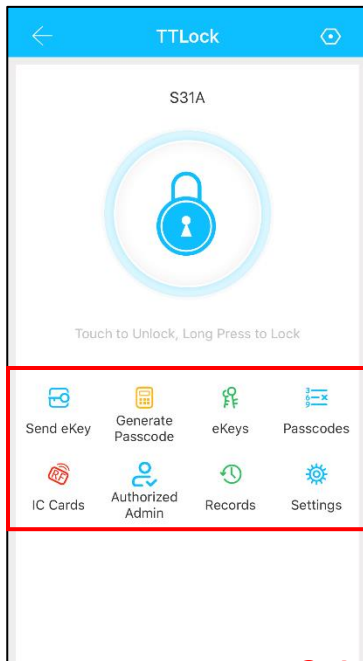 TTLock
S31A
Touch to Unlock, Long Press to Lock
Send eKey
Generate
Passcode
eKeys
Passcodes
IC Cards
Authorized
Admin
Records
Settings